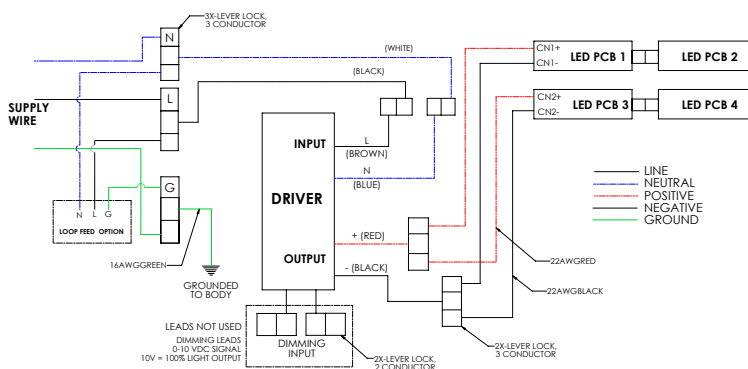 3X-LEVER LOCK,
3 CONDUCTOR
N
(WHITE)
(BLACK)
SUPPLY
WIRE
L
G
N L G
LOOP FEED OPTION
16AWGGREEN
GROUNDED
TO BODY
INPUT
DRIVER
OUTPUT
L
(BROWN)
N
(BLUE)
+ (RED)
- (BLACK)
CN1+
CN1-
LED PCB 1
LED PCB 2
CN2+
CN2-
LED PCB 3
LED PCB 4
LINE
NEUTRAL
POSITIVE
NEGATIVE
GROUND
22AWGRED
22AWGBLACK
LEADS NOT USED
DIMMING LEADS
0-10 VDC SIGNAL
10V = 100% LIGHT OUTPUT
DIMMING
INPUT
2X-LEVER LOCK,
2 CONDUCTOR
2X-LEVER LOCK,
3 CONDUCTOR